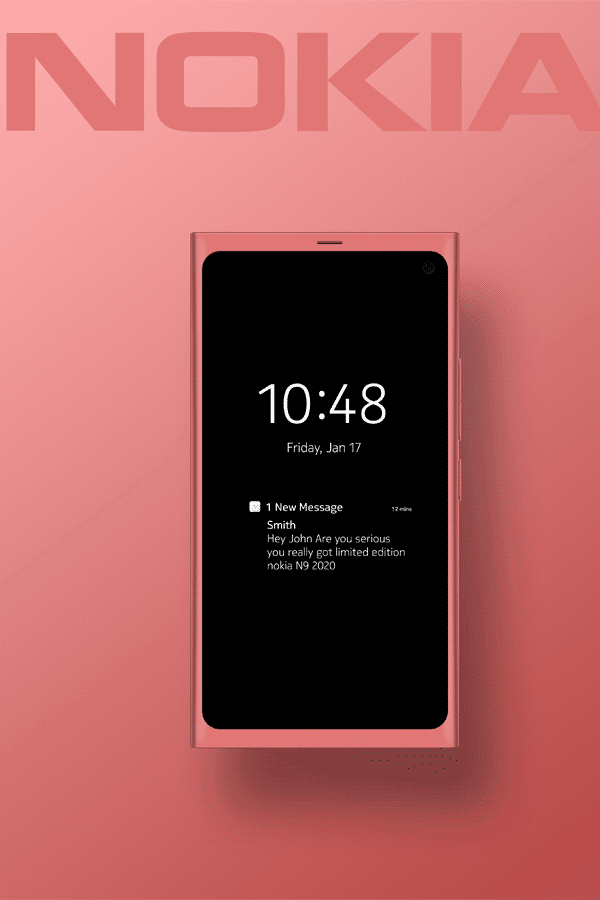 NOKIA
10:48
Friday, Jan 17
1 New Message 12 mins
Smith
Hey John Are you serious
you really got limited edition
nokia N9 2020